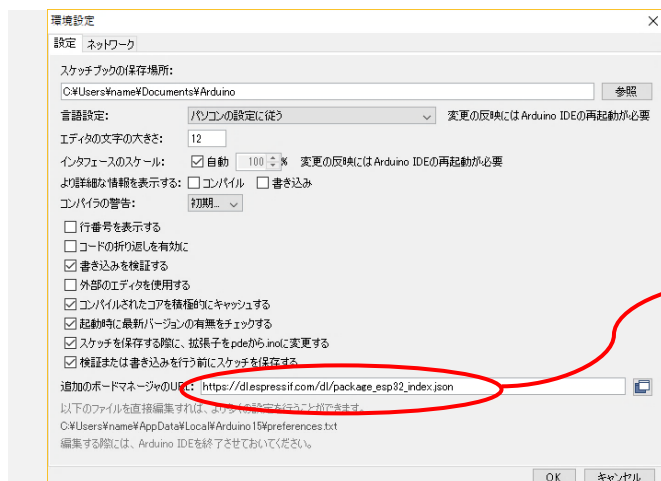 環境設定
設定 ネットワーク
スケッチブックの保存場所:
C:¥Users¥name¥Documents¥Arduino 参照
言語設定: パソコンの設定に従う 変更の反映にはArduino IDEの再起動が必要
エディタの文字の大きさ: 12
インタフェースのスケール: 自動 100 % 変更の反映にはArduino IDEの再起動が必要
より詳細な情報を表示する: コンパイル 書き込み
コンパイラの警告: 初期...
行番号を表示する
コードの折り返しを有効に
書き込みを検証する
外部のエディタを使用する
コンパイルされたコアを積極的にキャッシュする
起動時に最新バージョンの有無をチェックする
スケッチを保存する際に、拡張子をpdeから.inoに変更する
検証または書き込みを行う前にスケッチを保存する
追加のボードマネージャのURL: https://dl.espressif.com/dl/package_esp32_index.json
以下のファイルを直接編集すれば、より多くの設定を行うことができます。
C:¥Users¥name¥AppData¥Local¥Arduino15¥preferences.txt
編集する際には、Arduino IDEを終了させておいてください。
OK キャンセル